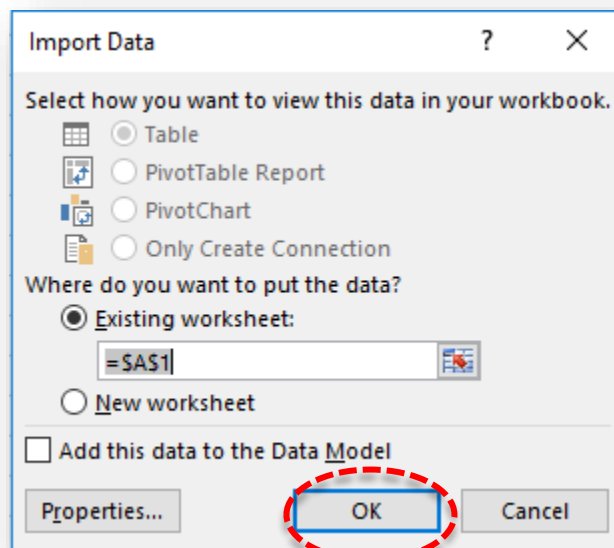 Import Data ?
Select how you want to view this data in your workbook.
Table
PivotTable Report
PivotChart
Only Create Connection
Where do you want to put the data?
Existing worksheet:
=$A$1
New worksheet
Add this data to the Data Model
Properties... OK Cancel